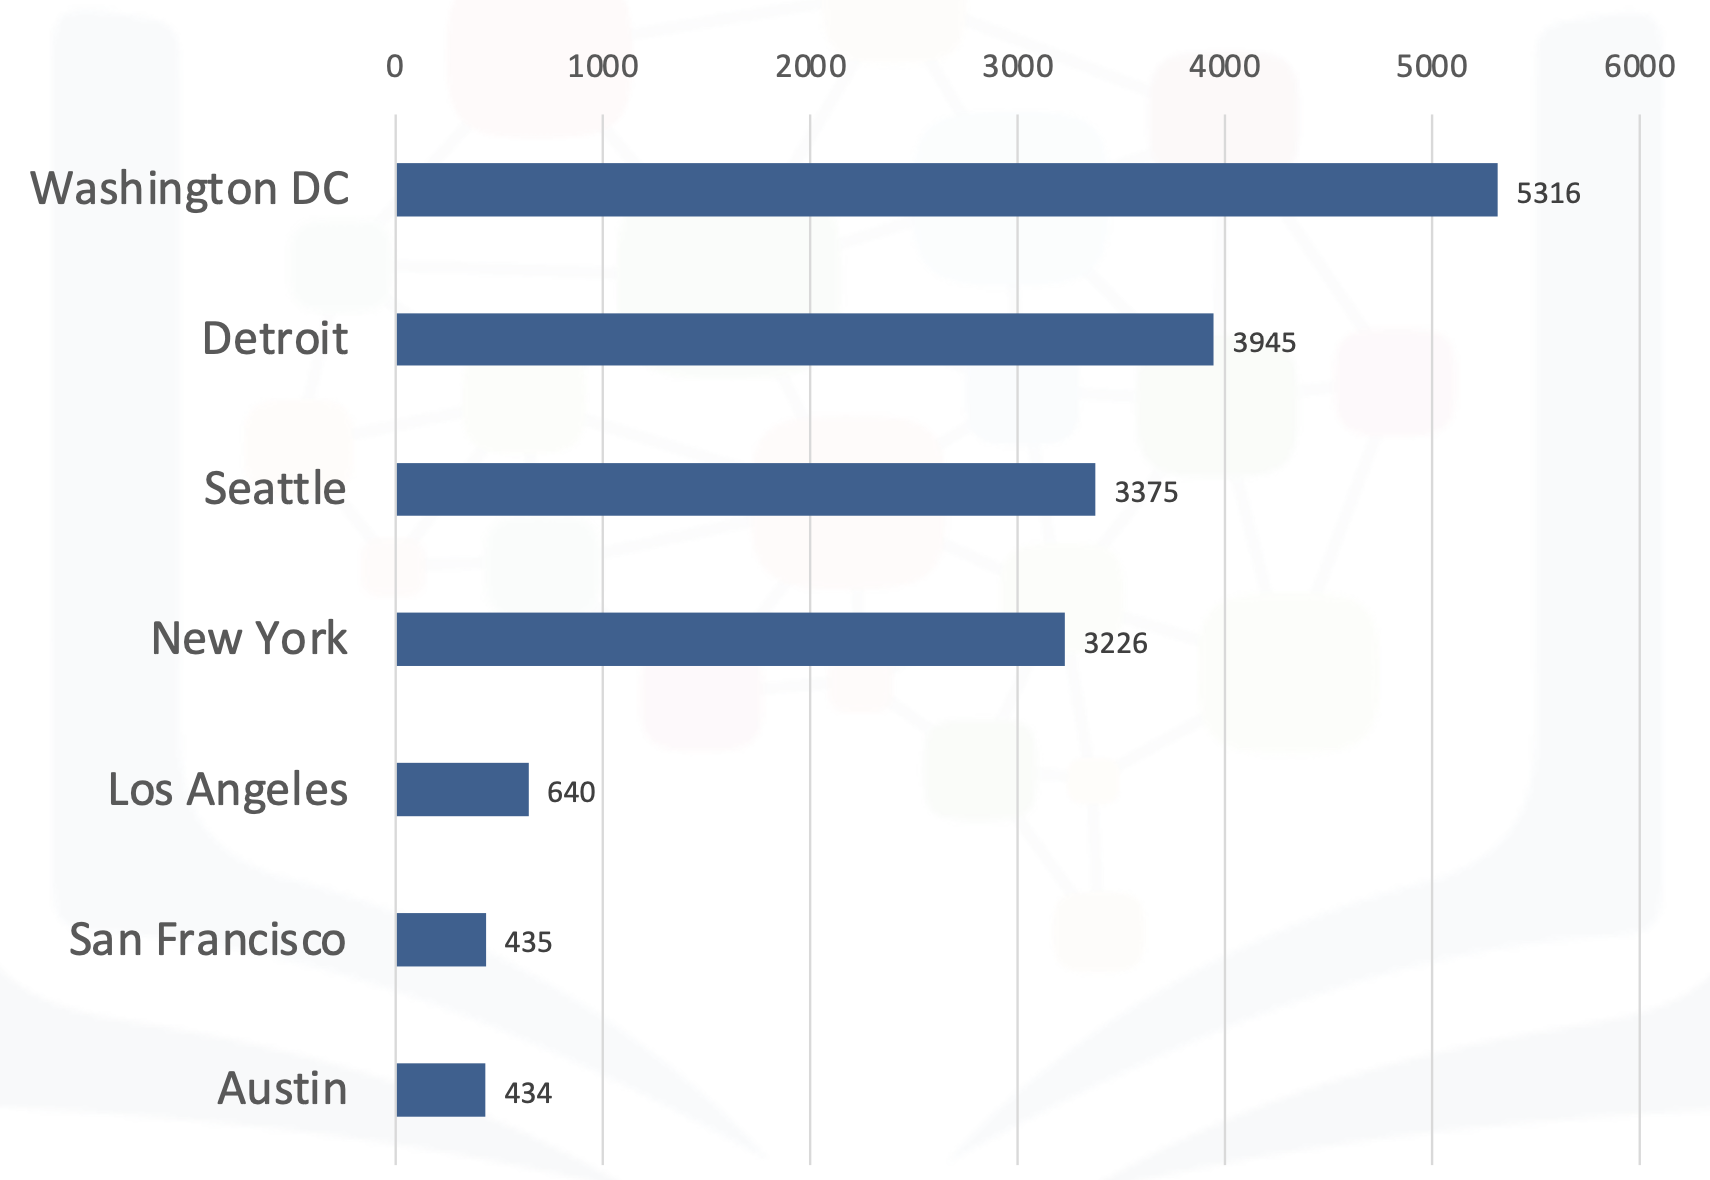 0 1000 2000 3000 4000 5000 6000
Washington DC 5316
Detroit 3945
Seattle 3375
New York 3226
Los Angeles 640
San Francisco 435
Austin 434